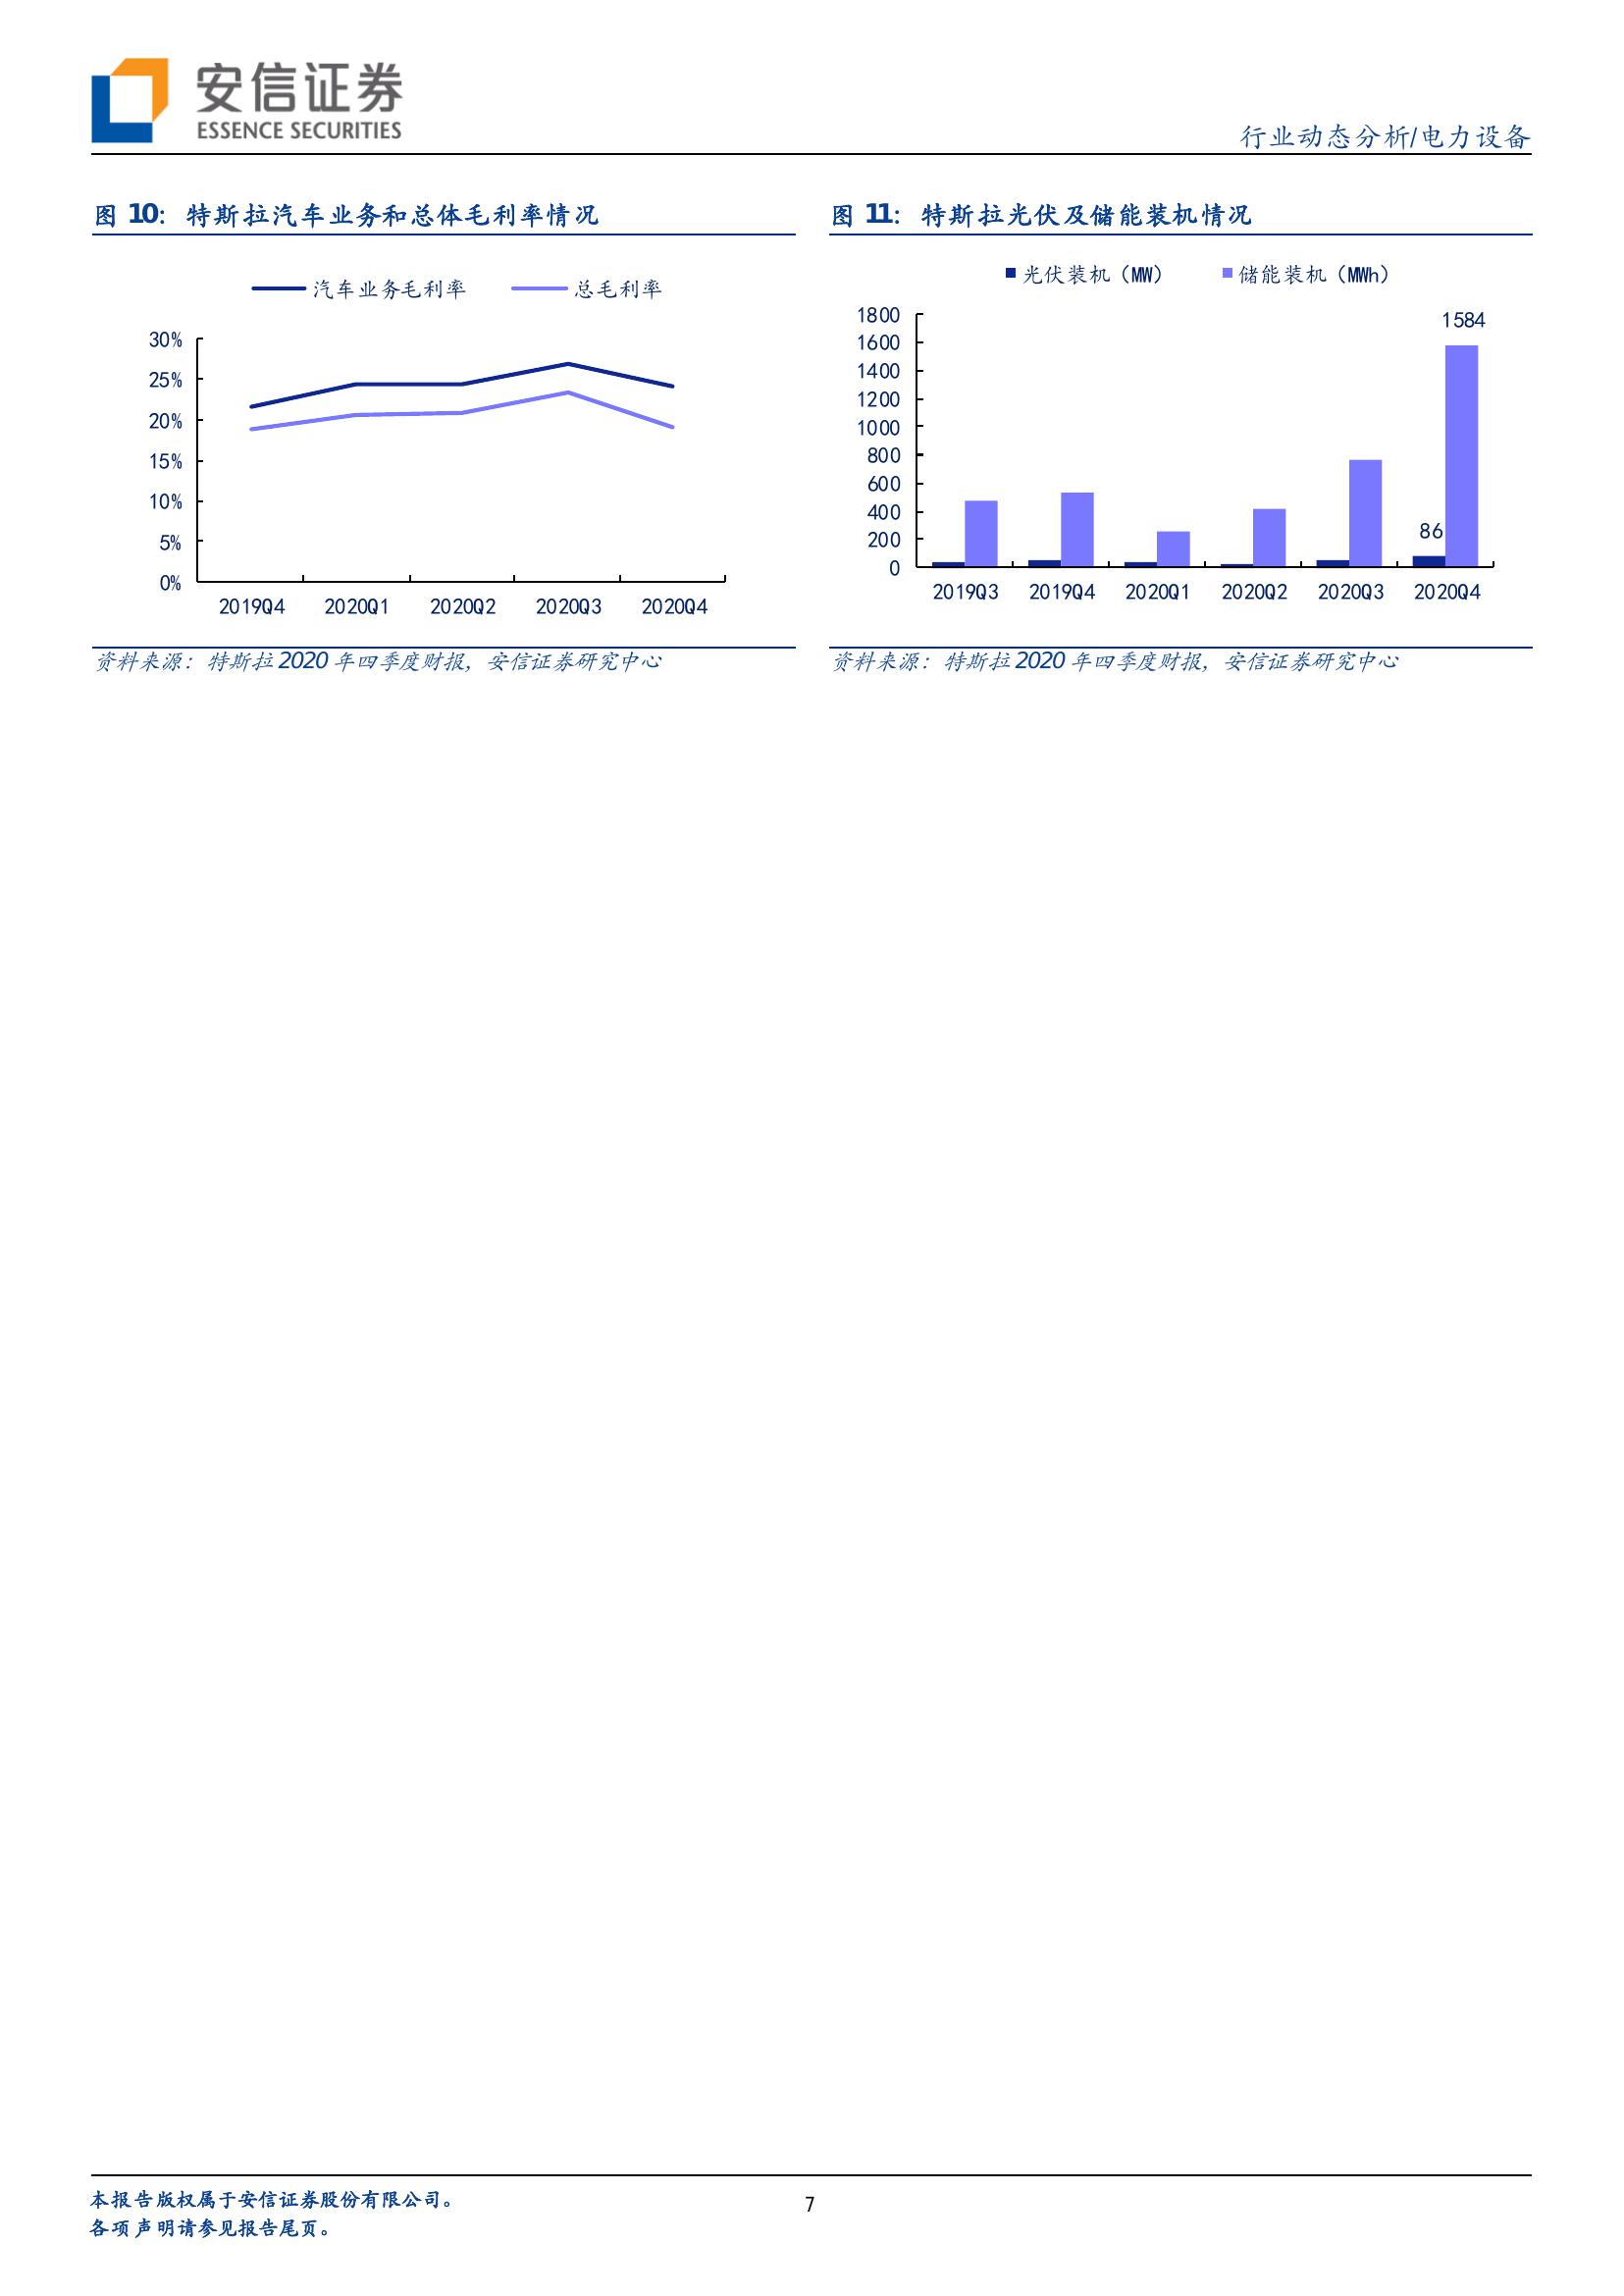 安信证券
ESSENCE SECURITIES
行业动态分析/电力设备
图 10：特斯拉汽车业务和总体毛利率情况
汽车业务毛利率 总毛利率
30%
25%
20%
15%
10%
5%
0%
2019Q4 2020Q1 2020Q2 2020Q3 2020Q4
资料来源：特斯拉2020 年四季度财报，安信证券研究中心
图 11：特斯拉光伏及储能装机情况
光伏装机（MW） 储能装机（MWh）
1800
1600
1400
1200
1000
800
600
400
200
0
1584
86
2019Q3 2019Q4 2020Q1 2020Q2 2020Q3 2020Q4
资料来源：特斯拉2020 年四季度财报，安信证券研究中心
本报告版权属于安信证券股份有限公司。
各项声明请参见报告尾页。
7